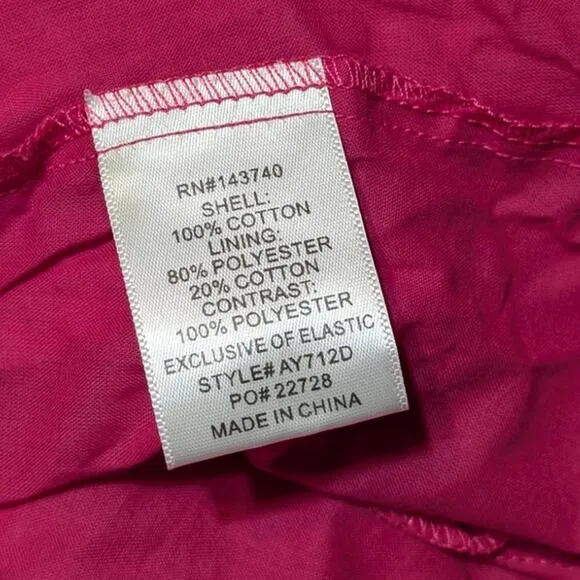 RN#143740
SHELL:
100% COTTON
LINING:
80% POLYESTER
20% COTTON
CONTRAST:
100% POLYESTER
EXCLUSIVE OF ELASTIC
STYLE# AY712D
PO# 22728
MADE IN CHINA